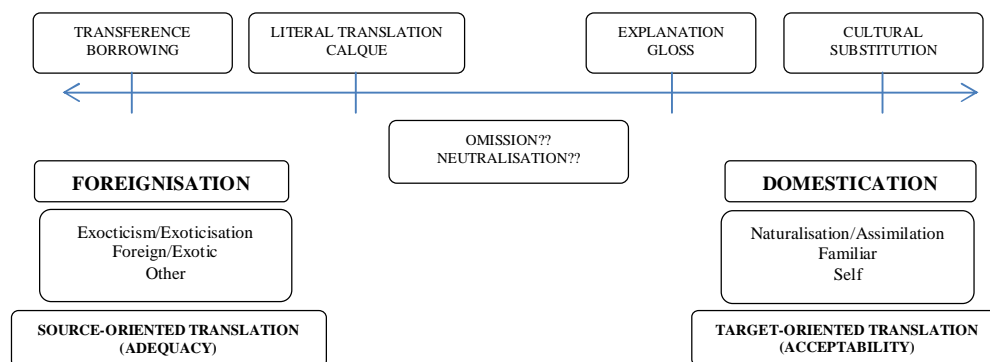 TRANSFERENCE
BORROWING
LITERAL TRANSLATION
CALQUE
EXPLANATION
GLOSS
CULTURAL
SUBSTITUTION
OMISSION??
NEUTRALISATION??
FOREIGNISATION
DOMESTICATION
Exocticism/Exoticisation
Foreign/Exotic
Other
Naturalisation/Assimilation
Familiar
Self
SOURCE-ORIENTED TRANSLATION
(ADEQUACY)
TARGET-ORIENTED TRANSLATION
(ACCEPTABILITY)